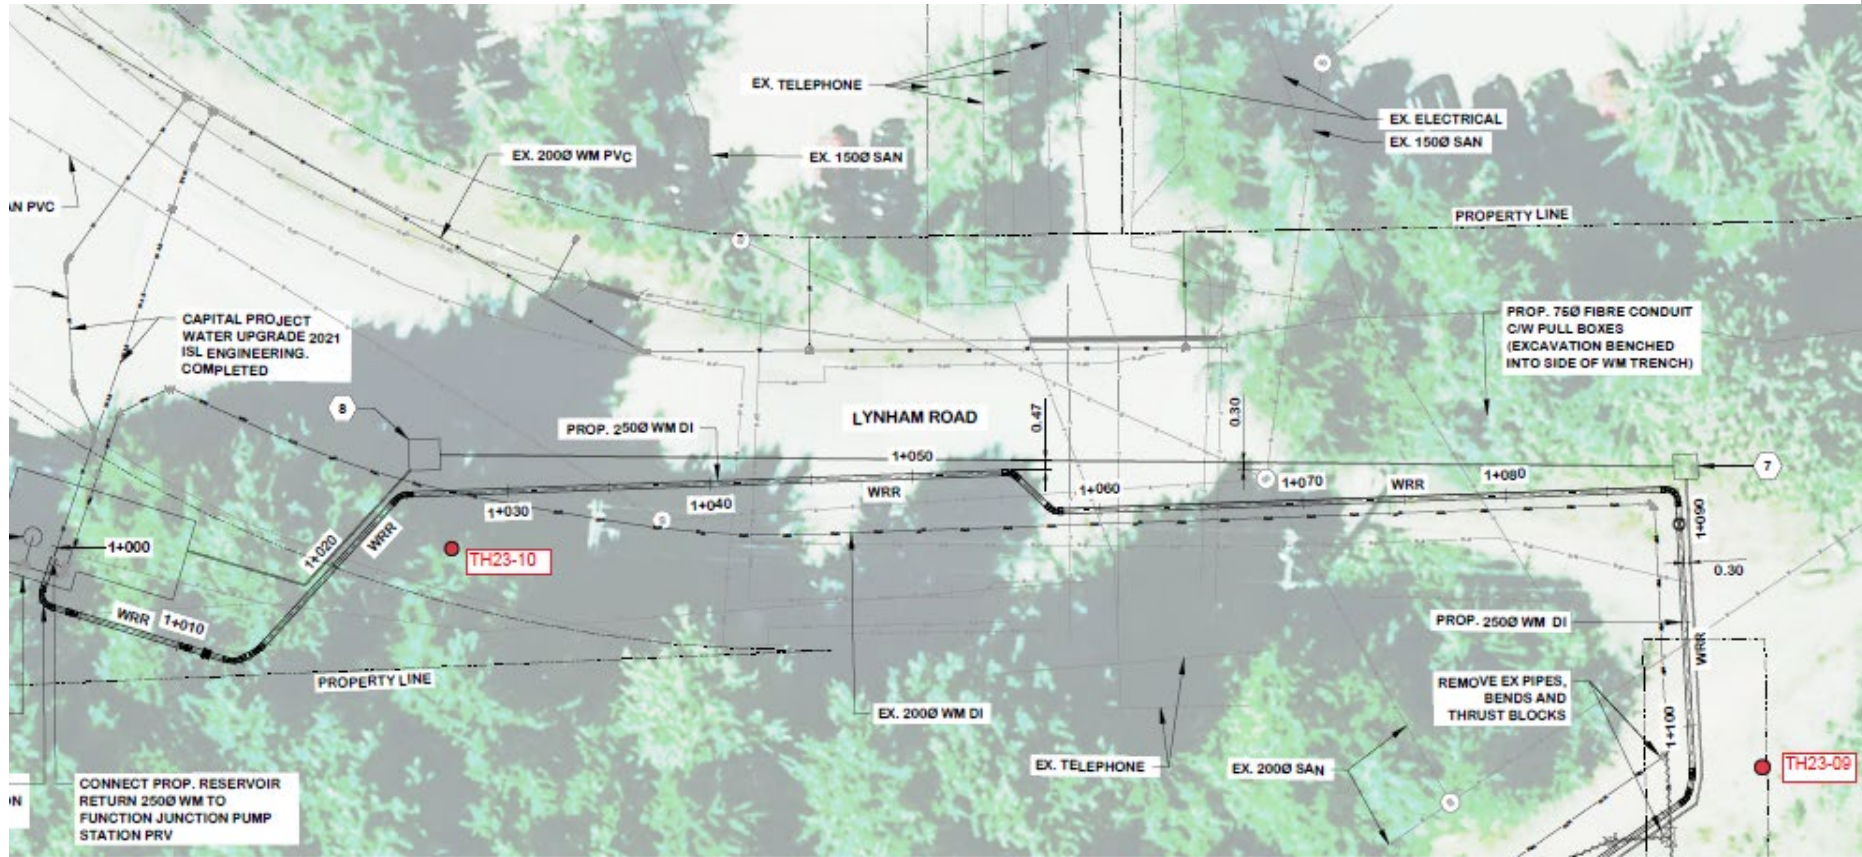 EX. TELEPHONE
EX. ELECTRICAL
EX. 150Ø SAN
EX. 200Ø WM PVC
EX. 150Ø SAN
AN PVC
PROPERTY LINE
CAPITAL PROJECT
WATER UPGRADE 2021
ISL ENGINEERING.
COMPLETED
PROP. 75Ø FIBRE CONDUIT
C/W PULL BOXES
(EXCAVATION BENCHED
INTO SIDE OF WM TRENCH)
8
PROP. 250Ø WM DI
LYNHAM ROAD
0.47
0.30
1+050
7
1+080
1+070
WRR
1+060
WRR
1+040
1+030
1+090
WRR
1+020
1+000
TH23-10
0.30
WRR
1+010
PROP. 250Ø WM DI
WRR
PROPERTY LINE
REMOVE EX PIPES,
BENDS AND
THRUST BLOCKS
EX. 200Ø WM DI
1+100
EX. TELEPHONE
EX. 200Ø SAN
TH23-09
CONNECT PROP. RESERVOIR
RETURN 250Ø WM TO
FUNCTION JUNCTION PUMP
STATION PRV
ON